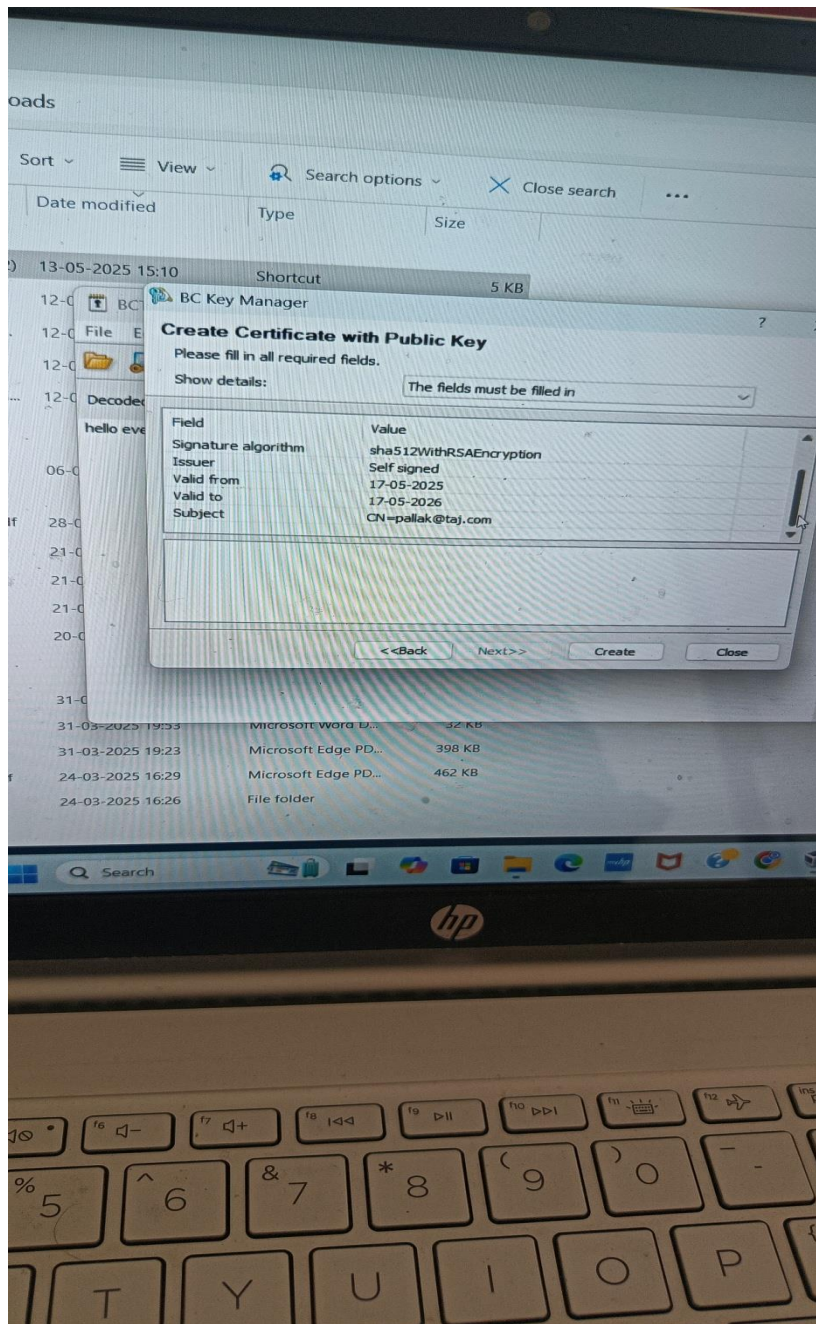 oads
Sort View Search options Close search ...
Date modified Type Size
13-05-2025 15:10 Shortcut 5 KB
BC Key Manager ?
File
Create Certificate with Public Key
Please fill in all required fields.
Show details: The fields must be filled in
Field Value
Signature algorithm sha512WithRSAEncryption
Issuer Self signed
Valid from 17-05-2025
Valid to 17-05-2026
Subject CN=pallak@taj.com
hello eve
<<Back Next>> Create Close
31-03-2025 19:53 Microsoft Word D... 32 KB
31-03-2025 19:23 Microsoft Edge PD... 398 KB
24-03-2025 16:29 Microsoft Edge PD... 462 KB
24-03-2025 16:26 File folder
Search
hp
f6 f7 f8 f9 f10 f11 f12 ins
% 5 ^ 6 & 7 * 8 ( 9 ) 0 -
T Y U I O P {